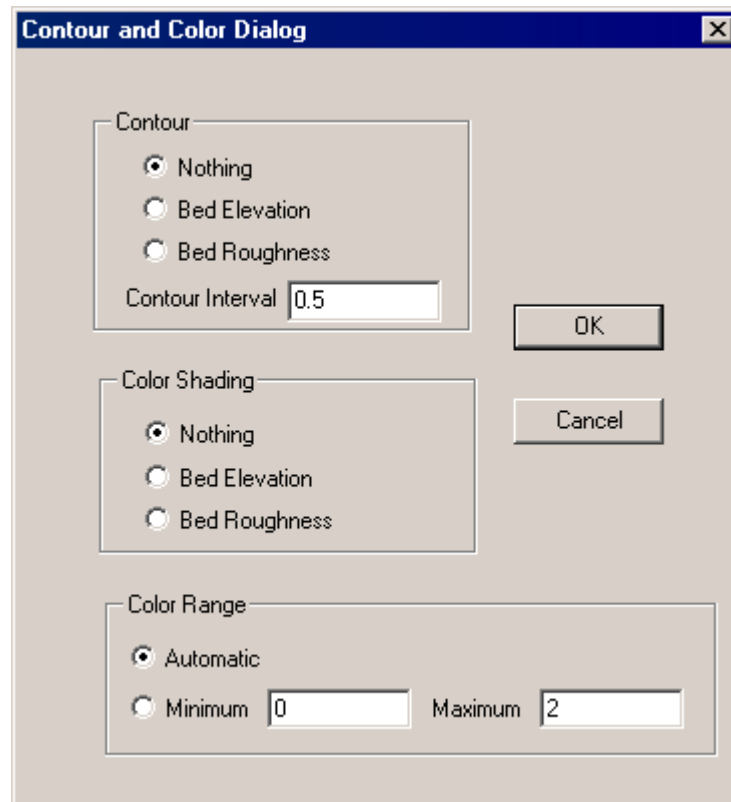 Contour and Color Dialog
Contour
Nothing
Bed Elevation
Bed Roughness
Contour Interval 0.5
OK
Color Shading
Nothing
Bed Elevation
Bed Roughness
Cancel
Color Range
Automatic
Minimum 0 Maximum 2